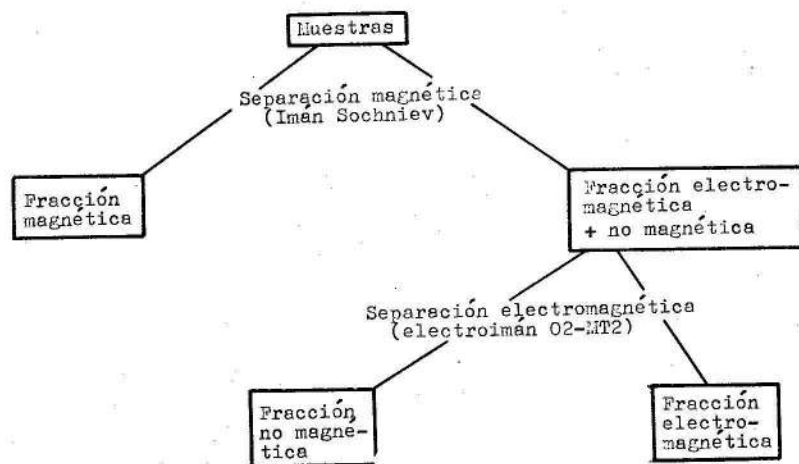 Muestras
Separación magnética
(Imán Sochniev)
Fracción
magnética
Fracción electro-
magnética
+ no magnética
Separación electromagnética
(electroimán O2-MT2)
Fracción
no magné-
tica
Fracción
electro-
magnética